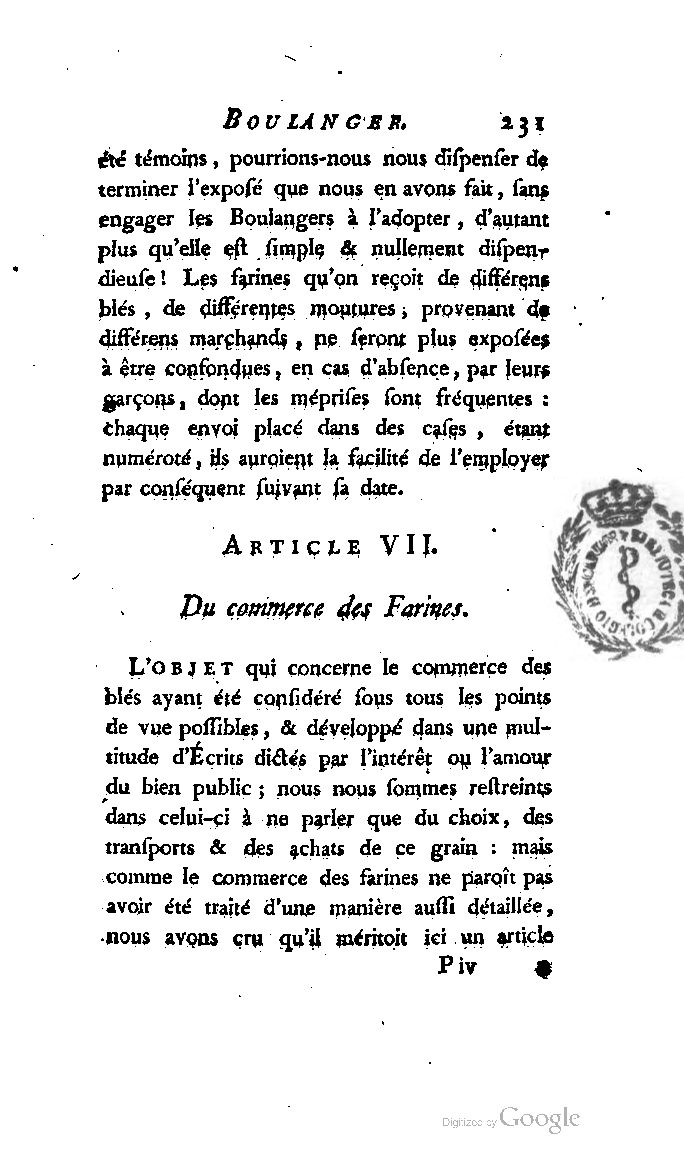 BOULANGER. 231
été témoins, pourrions-nous nous diſpenſer de
terminer l'expoſé que nous en avons fait, ſans
engager les Boulangers à l'adopter, d'autant
plus qu'elle eſt ſimple & nullement diſpen-
dieuſe! Les farines qu'on reçoit de différens
blés, de différentes moutures, provenant de
différens marchands, ne ſeront plus expoſées
à être confondues, en cas d'abſence, par leurs
garçons, dont les mépriſes ſont fréquentes :
chaque envoi placé dans des caſes, étant
numéroté, ils auroient la facilité de l'employer
par conſéquent ſuivant ſa date.
ARTICLE VII.
Du commerce des Farines.
L'OBJET qui concerne le commerce des
blés ayant été conſidéré ſous tous les points
de vue poſſibles, & développé dans une mul-
titude d'Écrits dictés par l'intérêt ou l'amour
du bien public ; nous nous ſommes reſtreints
dans celui-ci à ne parler que du choix, des
tranſports & des achats de ce grain : mais
comme le commerce des farines ne paroît pas
avoir été traité d'une manière auſſi détaillée,
nous avons cru qu'il méritoit ici un article
P iv
Digitized by Google